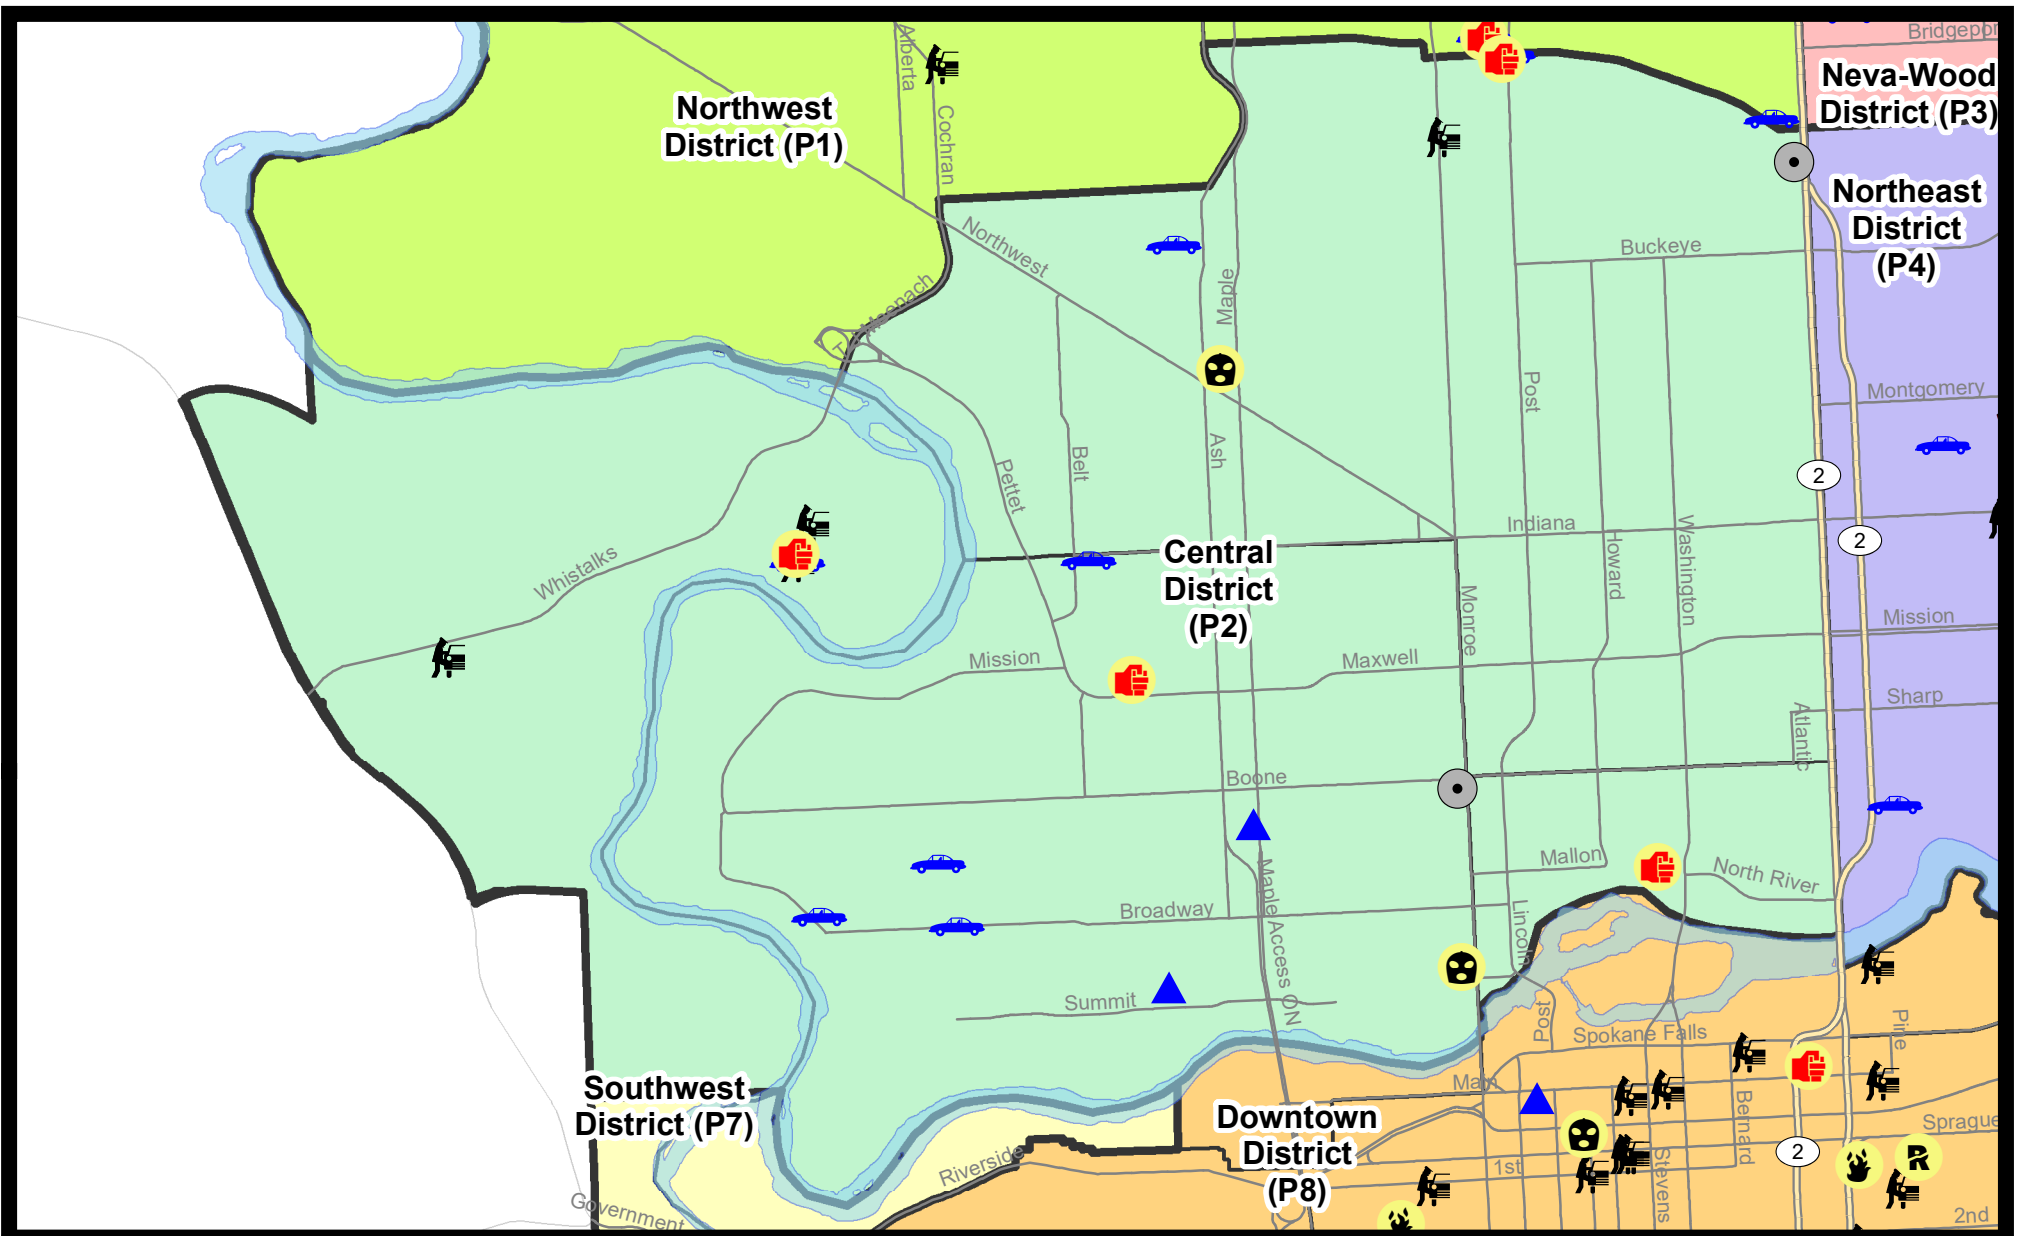 Bridgepor
Alberta
Cochran
Northwest
District (P1)
Neva-Wood
District (P3)
Northeast
District
(P4)
Northwest
Buckeye
Maple
Montgomery
Post
Belt
Ash
Pettet
2
2
Indiana
Howard
Washington
Whistalks
Central
District
(P2)
Monroe
Mission
Mission
Maxwell
Sharp
Atlantic
Boone
Mallon
North River
Broadway
Lincoln
Maple Access ON
Summit
Post
Spokane Falls
Pine
Southwest
District (P7)
Main
Downtown
District
(P8)
Bernard
Sprague
Riverside
1st
Stevens
2
R
Government
2nd